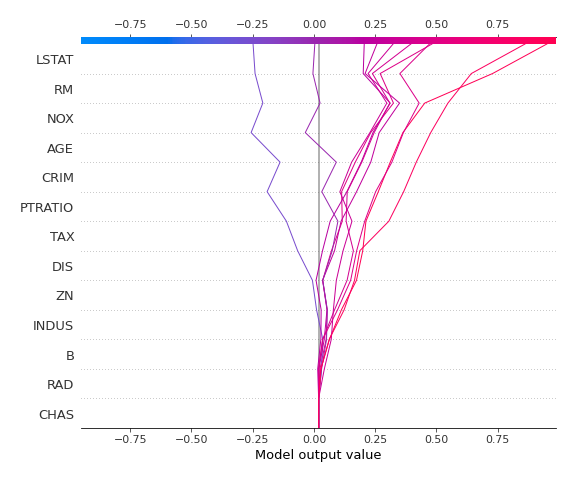 −0.75 −0.50 −0.25 0.00 0.25 0.50 0.75
LSTAT
RM
NOX
AGE
CRIM
PTRATIO
TAX
DIS
ZN
INDUS
B
RAD
CHAS
−0.75 −0.50 −0.25 0.00 0.25 0.50 0.75
Model output value